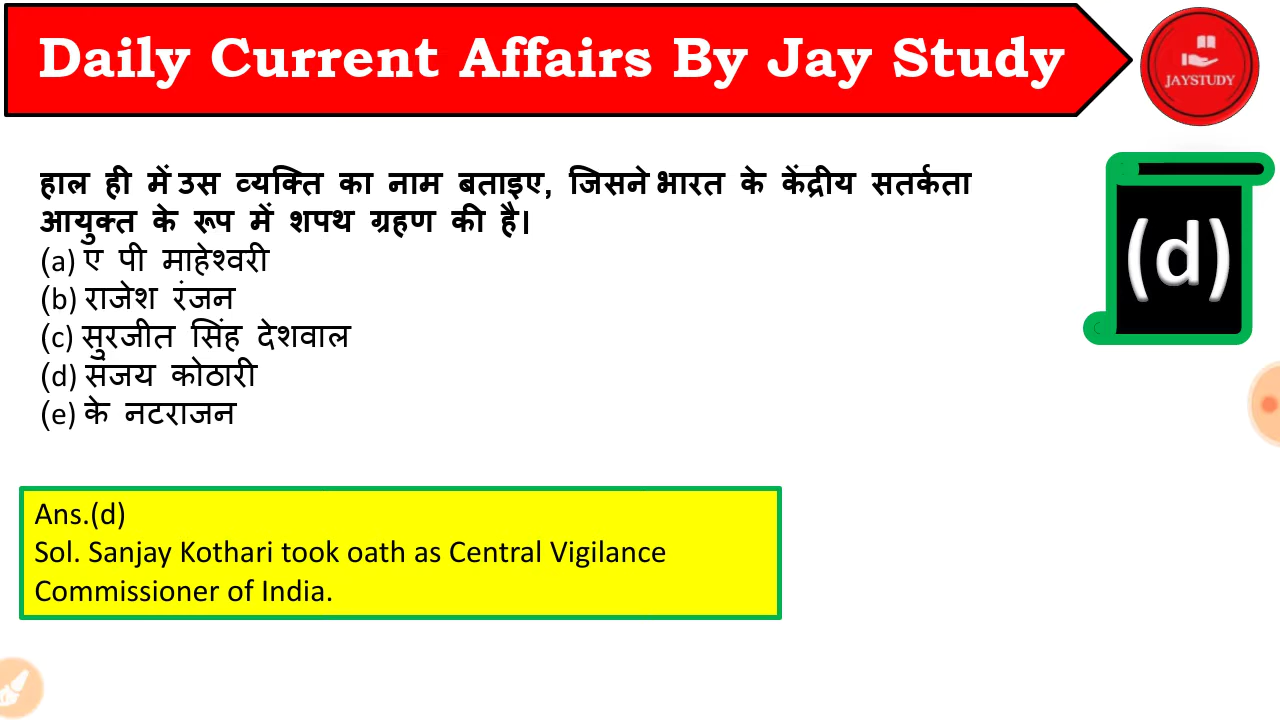 Daily Current Affairs By Jay Study
JAYSTUDY
हाल ही में उस व्यक्ति का नाम बताइए, जिसने भारत के केंद्रीय सतर्कता
आयुक्त के रूप में शपथ ग्रहण की है।
(a) ए पी माहेश्वरी
(b) राजेश रंजन
(c) सुरजीत सिंह देशवाल
(d) संजय कोठारी
(e) के नटराजन
(d)
Ans.(d)
Sol. Sanjay Kothari took oath as Central Vigilance
Commissioner of India.